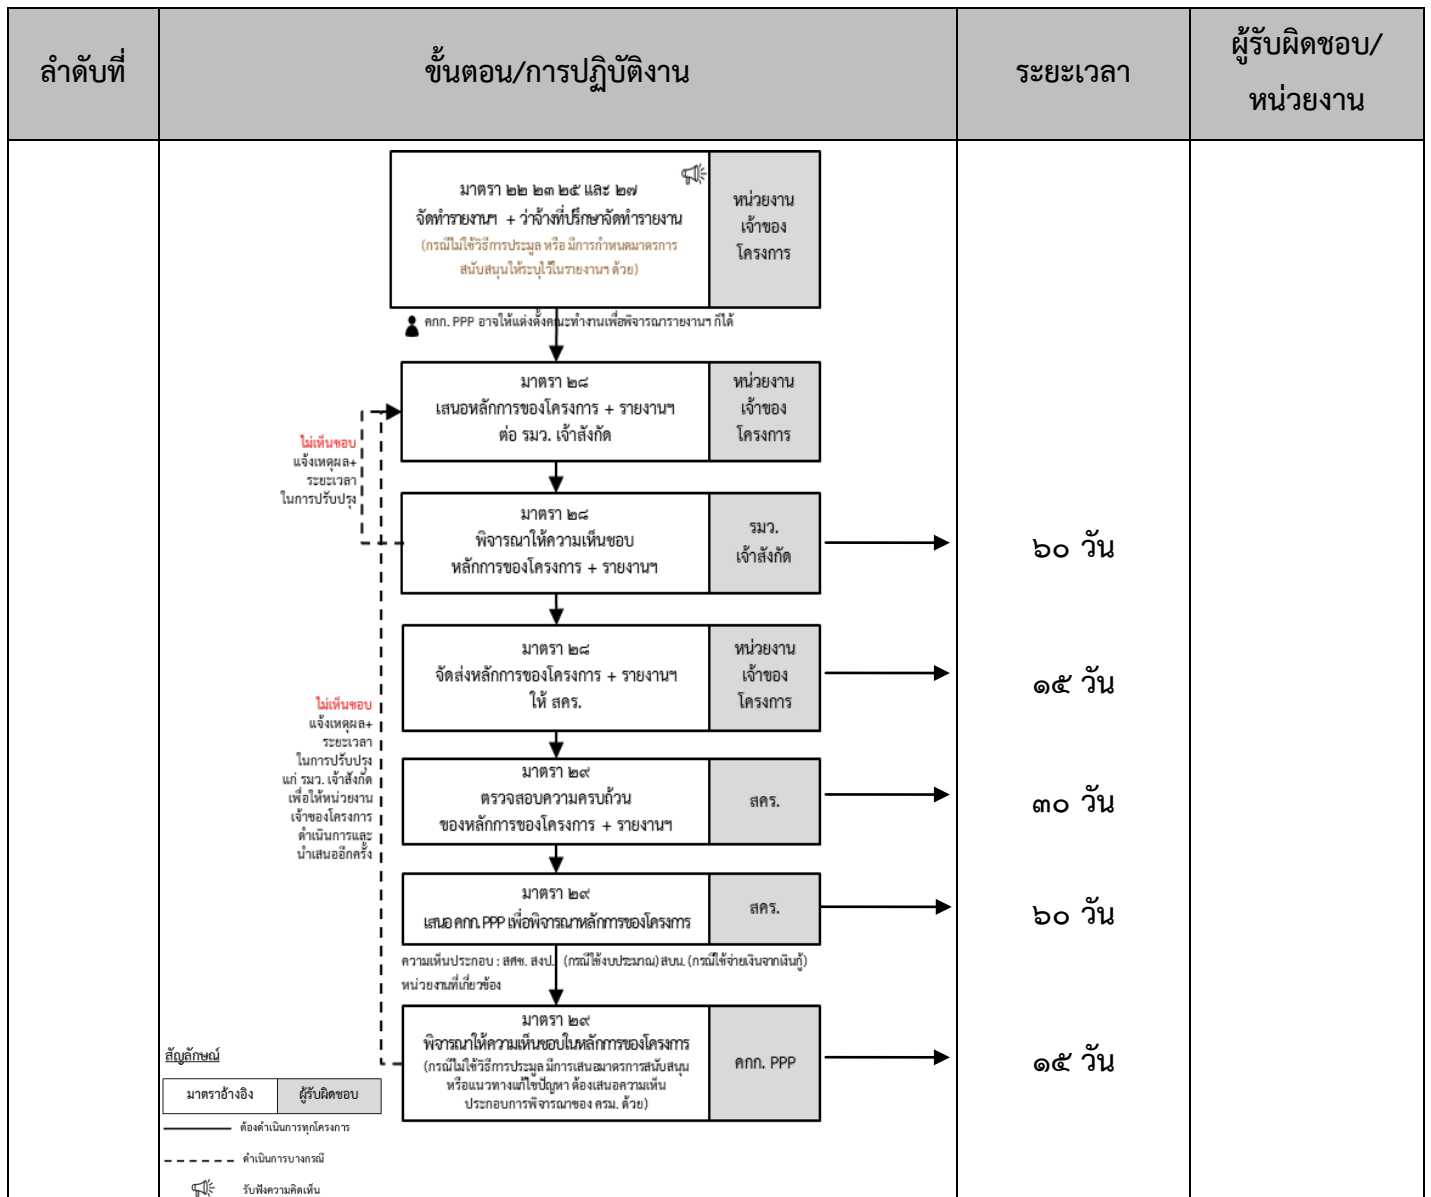 ลำดับที่
ขั้นตอน/การปฏิบัติงาน
ระยะเวลา
ผู้รับผิดชอบ/
หน่วยงาน
มาตรา ๒๒ ๒๓ ๒๕ และ ๒๗
จัดทำรายงานฯ + ว่าจ้างที่ปรึกษาจัดทำรายงาน
(กรณีไม่ใช้วิธีการประมูล หรือ มีการกำหนดมาตรการ
สนับสนุนให้ระบุไว้ในรายงานฯ ด้วย)
หน่วยงาน
เจ้าของ
โครงการ
คกก. PPP อาจให้แต่งตั้งคณะทำงานเพื่อพิจารณารายงานฯ ก็ได้
มาตรา ๒๘
เสนอหลักการของโครงการ + รายงานฯ
ต่อ รมว. เจ้าสังกัด
หน่วยงาน
เจ้าของ
โครงการ
ไม่เห็นชอบ
แจ้งเหตุผล+
ระยะเวลา
ในการปรับปรุง
มาตรา ๒๘
พิจารณาให้ความเห็นชอบ
หลักการของโครงการ + รายงานฯ
รมว.
เจ้าสังกัด
๖๐ วัน
มาตรา ๒๘
จัดส่งหลักการของโครงการ + รายงานฯ
ให้ สคร.
หน่วยงาน
เจ้าของ
โครงการ
๑๕ วัน
ไม่เห็นชอบ
แจ้งเหตุผล+
ระยะเวลา
ในการปรับปรุง
แก่ รมว. เจ้าสังกัด
เพื่อให้หน่วยงาน
เจ้าของโครงการ
ดำเนินการและ
นำเสนออีกครั้ง
มาตรา ๒๙
ตรวจสอบความครบถ้วน
ของหลักการของโครงการ + รายงานฯ
สคร.
๓๐ วัน
มาตรา ๒๙
เสนอ คกก. PPP เพื่อพิจารณาหลักการของโครงการ
สคร.
๖๐ วัน
ความเห็นประกอบ : สศช. สงป. (กรณีใช้งบประมาณ) สบน. (กรณีใช้จ่ายเงินจากเงินกู้)
หน่วยงานที่เกี่ยวข้อง
มาตรา ๒๙
พิจารณาให้ความเห็นชอบในหลักการของโครงการ
(กรณีไม่ใช้วิธีการประมูล มีการเสนอมาตรการสนับสนุน
หรือแนวทางแก้ไขปัญหา ต้องเสนอความเห็น
ประกอบการพิจารณาของ ครม. ด้วย)
คกก. PPP
๑๕ วัน
สัญลักษณ์
มาตราอ้างอิง
ผู้รับผิดชอบ
ต้องดำเนินการทุกโครงการ
ดำเนินการบางกรณี
รับฟังความคิดเห็น